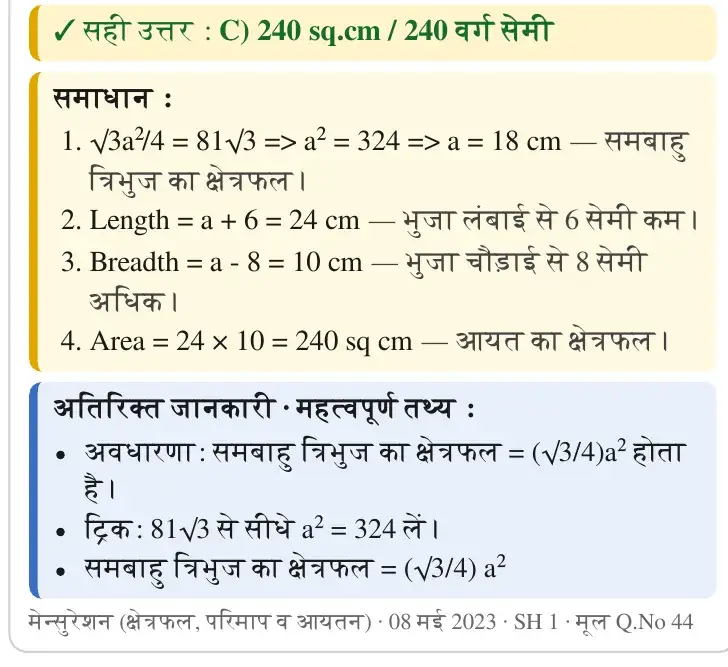 ✓ सही उत्तर : C) 240 sq.cm / 240 वर्ग सेमी
समाधान :
1. √3a²/4 = 81√3 => a² = 324 => a = 18 cm — समबाहु
त्रिभुज का क्षेत्रफल।
2. Length = a + 6 = 24 cm — भुजा लंबाई से 6 सेमी कम।
3. Breadth = a - 8 = 10 cm — भुजा चौड़ाई से 8 सेमी
अधिक।
4. Area = 24 × 10 = 240 sq cm — आयत का क्षेत्रफल।
अतिरिक्त जानकारी · महत्वपूर्ण तथ्य :
• अवधारणा: समबाहु त्रिभुज का क्षेत्रफल = (√3/4)a² होता
है।
• ट्रिक: 81√3 से सीधे a² = 324 लें।
• समबाहु त्रिभुज का क्षेत्रफल = (√3/4) a²
मेन्सुरेशन (क्षेत्रफल, परिमाप व आयतन) · 08 मई 2023 · SH 1 · मूल Q.No 44